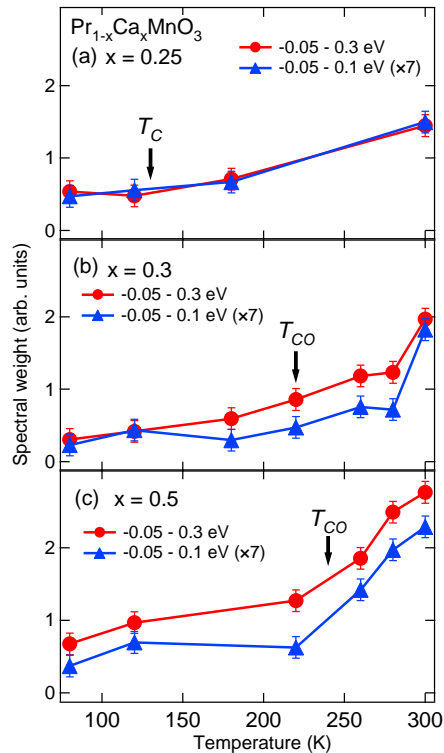 Pr₁₋ₓCaₓMnO₃
(a) x = 0.25
-0.05 - 0.3 eV
-0.05 - 0.1 eV (×7)
T_C
2
1
0
(b) x = 0.3
-0.05 - 0.3 eV
-0.05 - 0.1 eV (×7)
T_CO
2
1
0
(c) x = 0.5
-0.05 - 0.3 eV
-0.05 - 0.1 eV (×7)
T_CO
2
1
0
Spectral weight (arb. units)
100 150 200 250 300
Temperature (K)